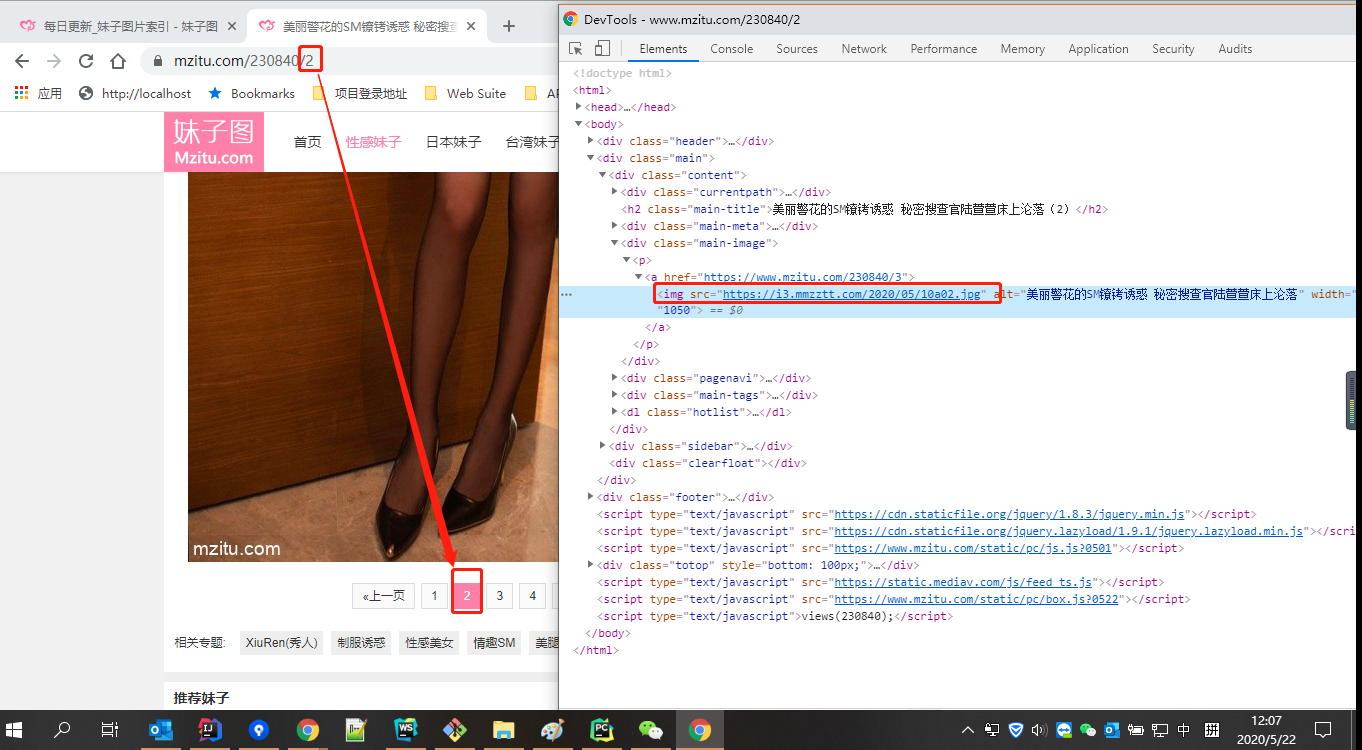 每日更新_妹子图片索引 - 妹子图
美丽警花的SM镣铐诱惑 秘密搜查
DevTools - www.mzitu.com/230840/2
mzitu.com/230840/2
Elements Console Sources Network Performance Memory Application Security Audits
应用 http://localhost Bookmarks 项目登录地址 Web Suite
妹子图
Mzitu.com
首页 性感妹子 日本妹子 台湾妹子
mzitu.com
«上一页 1 2 3 4
相关专题: XiuRen(秀人) 制服诱惑 性感美女 情趣SM 美腿
推荐妹子
<!doctype html>
<html>
<head>…</head>
<body>
<div class="header">…</div>
<div class="main">
<div class="content">
<div class="currentpath">…</div>
<h2 class="main-title">美丽警花的SM镣铐诱惑 秘密搜查官陆萱萱床上沦落（2）</h2>
<div class="main-meta">…</div>
<div class="main-image">
<p>
<a href="https://www.mzitu.com/230840/3">
<img src="https://i3.mmzztt.com/2020/05/10a02.jpg" alt="美丽警花的SM镣铐诱惑 秘密搜查官陆萱萱床上沦落" width="
"1050"> == $0
</a>
</p>
</div>
<div class="pagenavi">…</div>
<div class="main-tags">…</div>
<dl class="hotlist">…</dl>
</div>
<div class="sidebar">…</div>
<div class="clearfloat"></div>
</div>
<div class="footer">…</div>
<script type="text/javascript" src="https://cdn.staticfile.org/jquery/1.8.3/jquery.min.js"></script>
<script type="text/javascript" src="https://cdn.staticfile.org/jquery.lazyload/1.9.1/jquery.lazyload.min.js"></scri
<script type="text/javascript" src="https://www.mzitu.com/static/pc/js.js?0501"></script>
<div class="totop" style="bottom: 100px;">…</div>
<script type="text/javascript" src="https://static.mediav.com/js/feed_ts.js"></script>
<script type="text/javascript" src="https://www.mzitu.com/static/pc/box.js?0522"></script>
<script type="text/javascript">views(230840);</script>
</body>
</html>
中 拼
12:07
2020/5/22